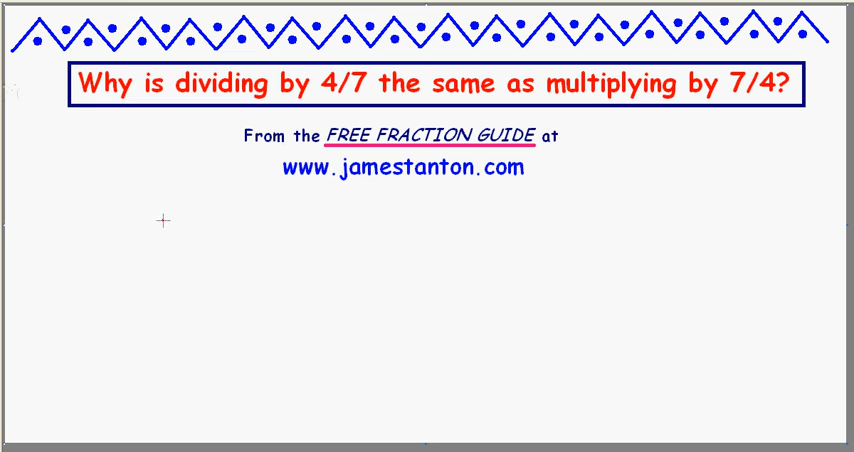 Why is dividing by 4/7 the same as multiplying by 7/4?
From the FREE FRACTION GUIDE at
www.jamestanton.com